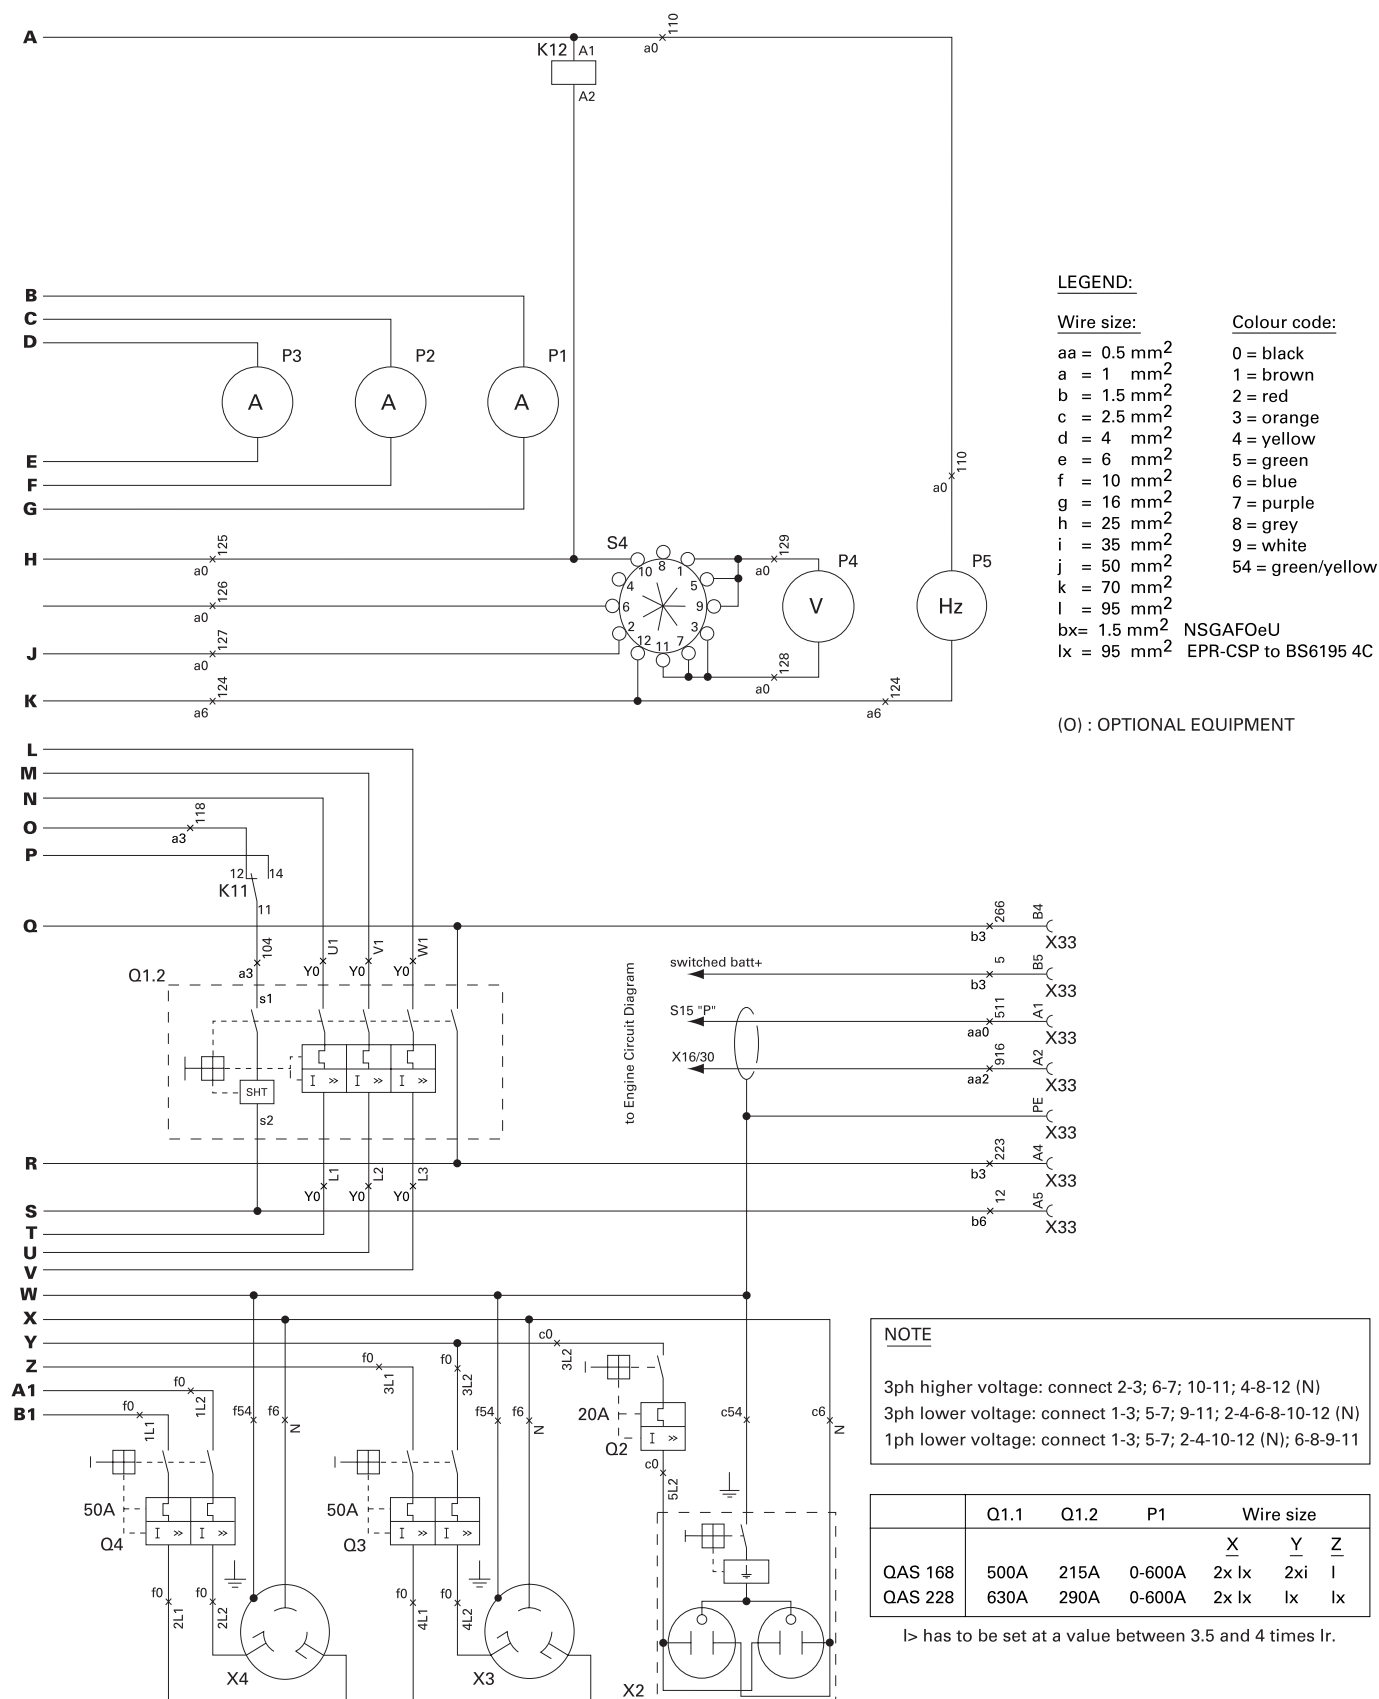 A
K12
A1
A2
a0
110
B
C
D
P3
P2
P1
A
A
A
E
F
G
LEGEND:
Wire size:
aa = 0.5 mm2
a = 1 mm2
b = 1.5 mm2
c = 2.5 mm2
d = 4 mm2
e = 6 mm2
f = 10 mm2
g = 16 mm2
h = 25 mm2
i = 35 mm2
j = 50 mm2
k = 70 mm2
l = 95 mm2
bx= 1.5 mm2 NSGAFOeU
lx = 95 mm2 EPR-CSP to BS6195 4C
Colour code:
0 = black
1 = brown
2 = red
3 = orange
4 = yellow
5 = green
6 = blue
7 = purple
8 = grey
9 = white
54 = green/yellow
(O) : OPTIONAL EQUIPMENT
a0
110
H
a0
125
S4
10
8
1
4
5
6
9
2
3
12
11
7
a0
129
P4
V
P5
Hz
a0
126
J
a0
127
a0
128
K
a6
124
a6
124
L
M
N
O
a3
118
P
12
14
K11
11
Q
b3
266
B4
X33
a3
104
Y0
U1
Y0
V1
Y0
W1
Q1.2
s1
SHT
s2
I >>
I >>
I >>
to Engine Circuit Diagram
switched batt+
b3
5
B5
X33
S15 "P"
aa0
511
A1
X33
X16/30
aa2
916
A2
X33
PE
X33
R
b3
223
A4
X33
Y0
L1
Y0
L2
Y0
L3
S
b6
12
A5
X33
T
U
V
W
X
Y
c0
3L2
Z
f0
3L1
f0
3L2
A1
f0
1L2
B1
f0
1L1
f54
f6
N
f54
f6
N
20A
Q2
I >>
c0
5L2
c54
c6
N
50A
Q4
I >>
I >>
50A
Q3
I >>
I >>
f0
2L1
f0
2L2
X4
f0
4L1
f0
4L2
X3
X2
NOTE
3ph higher voltage: connect 2-3; 6-7; 10-11; 4-8-12 (N)
3ph lower voltage: connect 1-3; 5-7; 9-11; 2-4-6-8-10-12 (N)
1ph lower voltage: connect 1-3; 5-7; 2-4-10-12 (N); 6-8-9-11
Q1.1 Q1.2 P1 Wire size
X Y Z
QAS 168 500A 215A 0-600A 2x lx 2xi l
QAS 228 630A 290A 0-600A 2x lx lx lx
I> has to be set at a value between 3.5 and 4 times Ir.